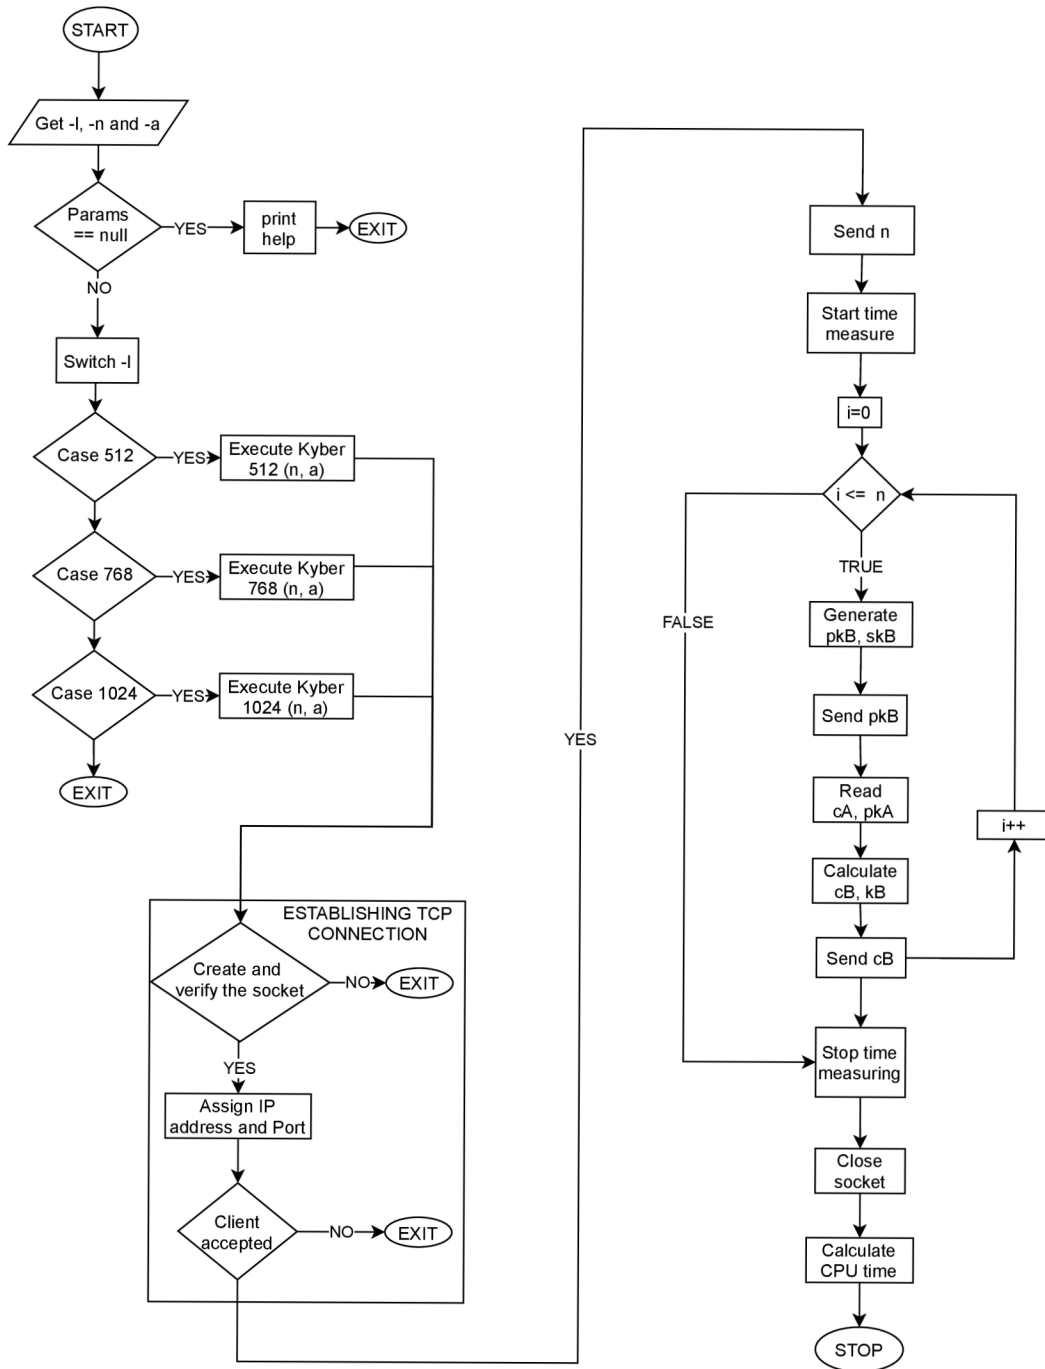 START
Get -l, -n and -a
Params
== null
YES
print
help
EXIT
NO
Switch -l
Case 512
YES
Execute Kyber
512 (n, a)
Case 768
YES
Execute Kyber
768 (n, a)
Case 1024
YES
Execute Kyber
1024 (n, a)
EXIT
ESTABLISHING TCP
CONNECTION
Create and
verify the socket
NO
EXIT
YES
Assign IP
address and Port
Client
accepted
NO
EXIT
YES
Send n
Start time
measure
i=0
i <= n
TRUE
FALSE
Generate
pkB, skB
Send pkB
Read
cA, pkA
i++
Calculate
cB, kB
Send cB
Stop time
measuring
Close
socket
Calculate
CPU time
STOP